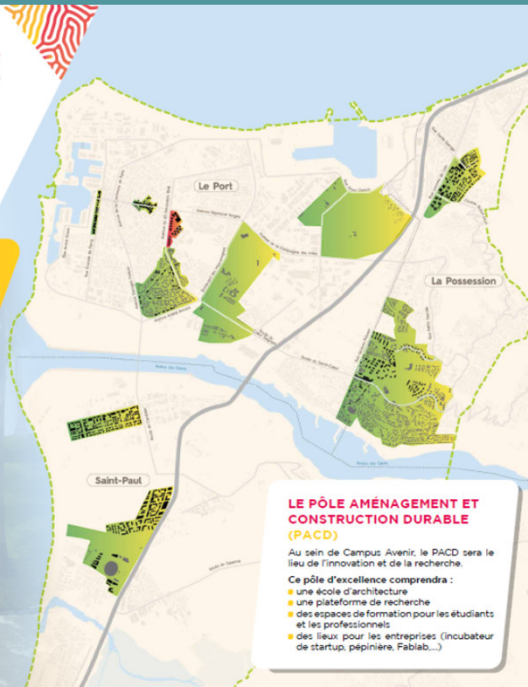 Le Port
La Possession
Saint-Paul
LE PÔLE AMÉNAGEMENT ET
CONSTRUCTION DURABLE
(PACD)
Au sein de Campus Avenir, le PACD sera le
lieu de l'innovation et de la recherche.
Ce pôle d'excellence comprendra :
une école d'architecture
une plateforme de recherche
des espaces de formation pour les étudiants
et les professionnels
des lieux pour les entreprises (incubateur
de startup, pépinière, Fablab,...)